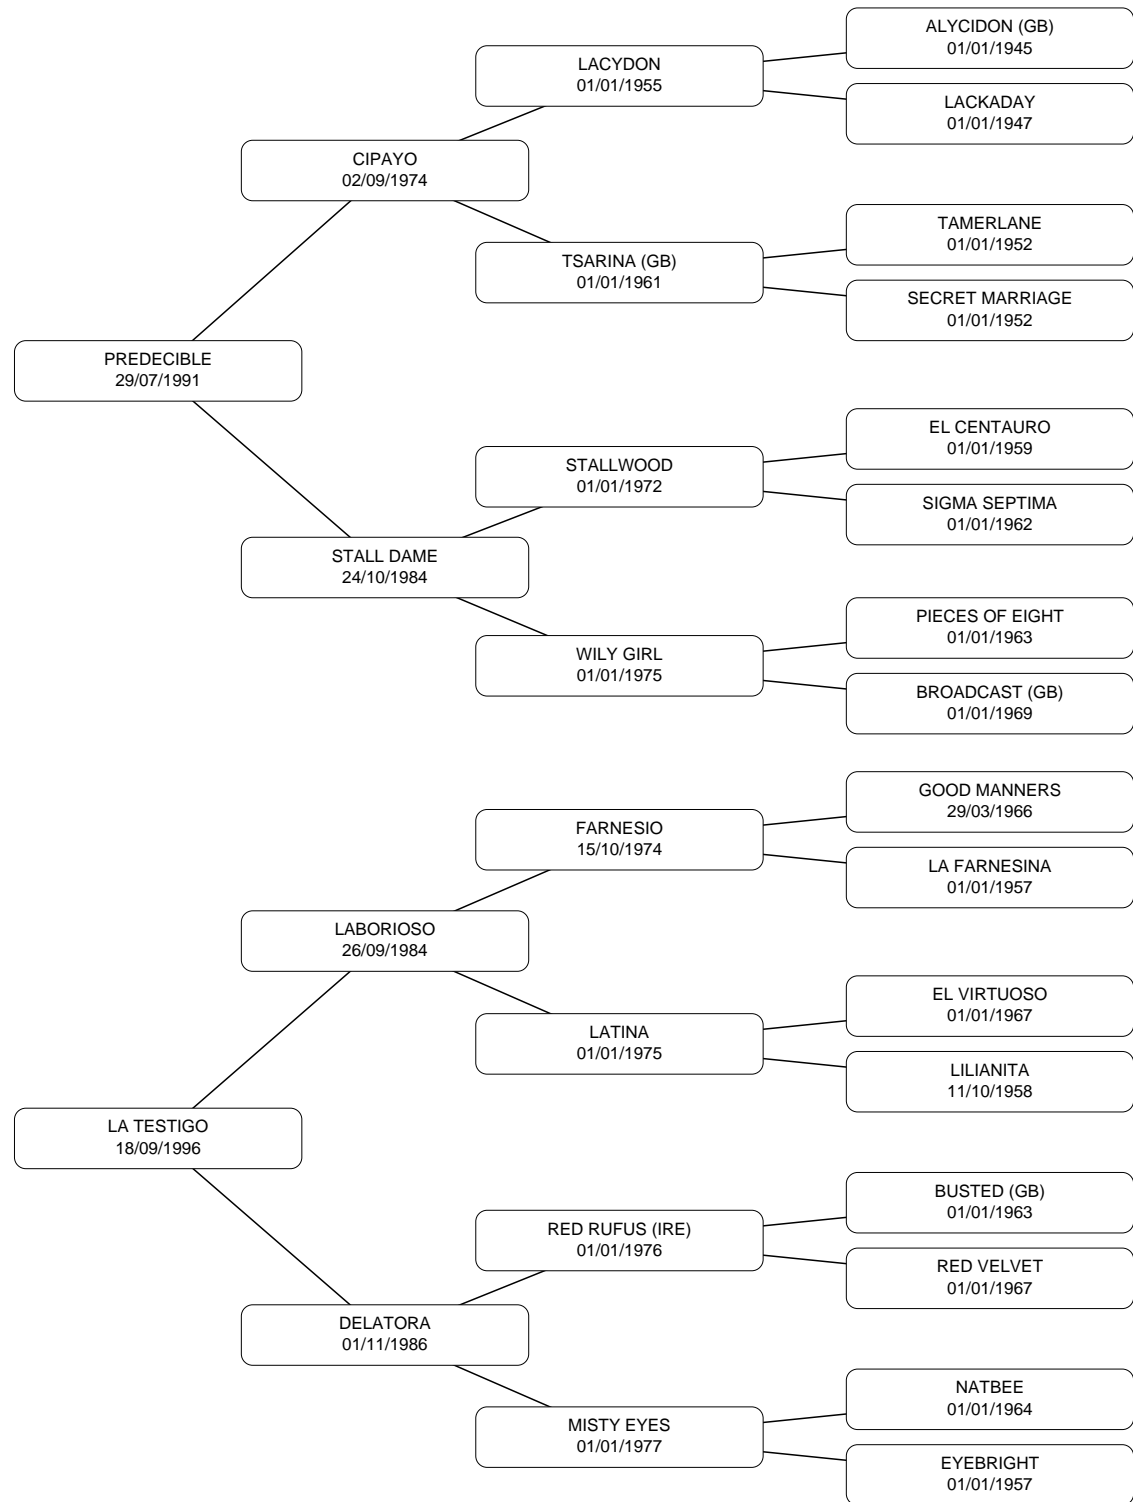 ALYCIDON (GB)
01/01/1945
LACYDON
01/01/1955
LACKADAY
01/01/1947
CIPAYO
02/09/1974
TAMERLANE
01/01/1952
TSARINA (GB)
01/01/1961
SECRET MARRIAGE
01/01/1952
PREDECIBLE
29/07/1991
EL CENTAURO
01/01/1959
STALLWOOD
01/01/1972
SIGMA SEPTIMA
01/01/1962
STALL DAME
24/10/1984
PIECES OF EIGHT
01/01/1963
WILY GIRL
01/01/1975
BROADCAST (GB)
01/01/1969
GOOD MANNERS
29/03/1966
FARNESIO
15/10/1974
LA FARNESINA
01/01/1957
LABORIOSO
26/09/1984
EL VIRTUOSO
01/01/1967
LATINA
01/01/1975
LILIANITA
11/10/1958
LA TESTIGO
18/09/1996
BUSTED (GB)
01/01/1963
RED RUFUS (IRE)
01/01/1976
RED VELVET
01/01/1967
DELATORA
01/11/1986
NATBEE
01/01/1964
MISTY EYES
01/01/1977
EYEBRIGHT
01/01/1957